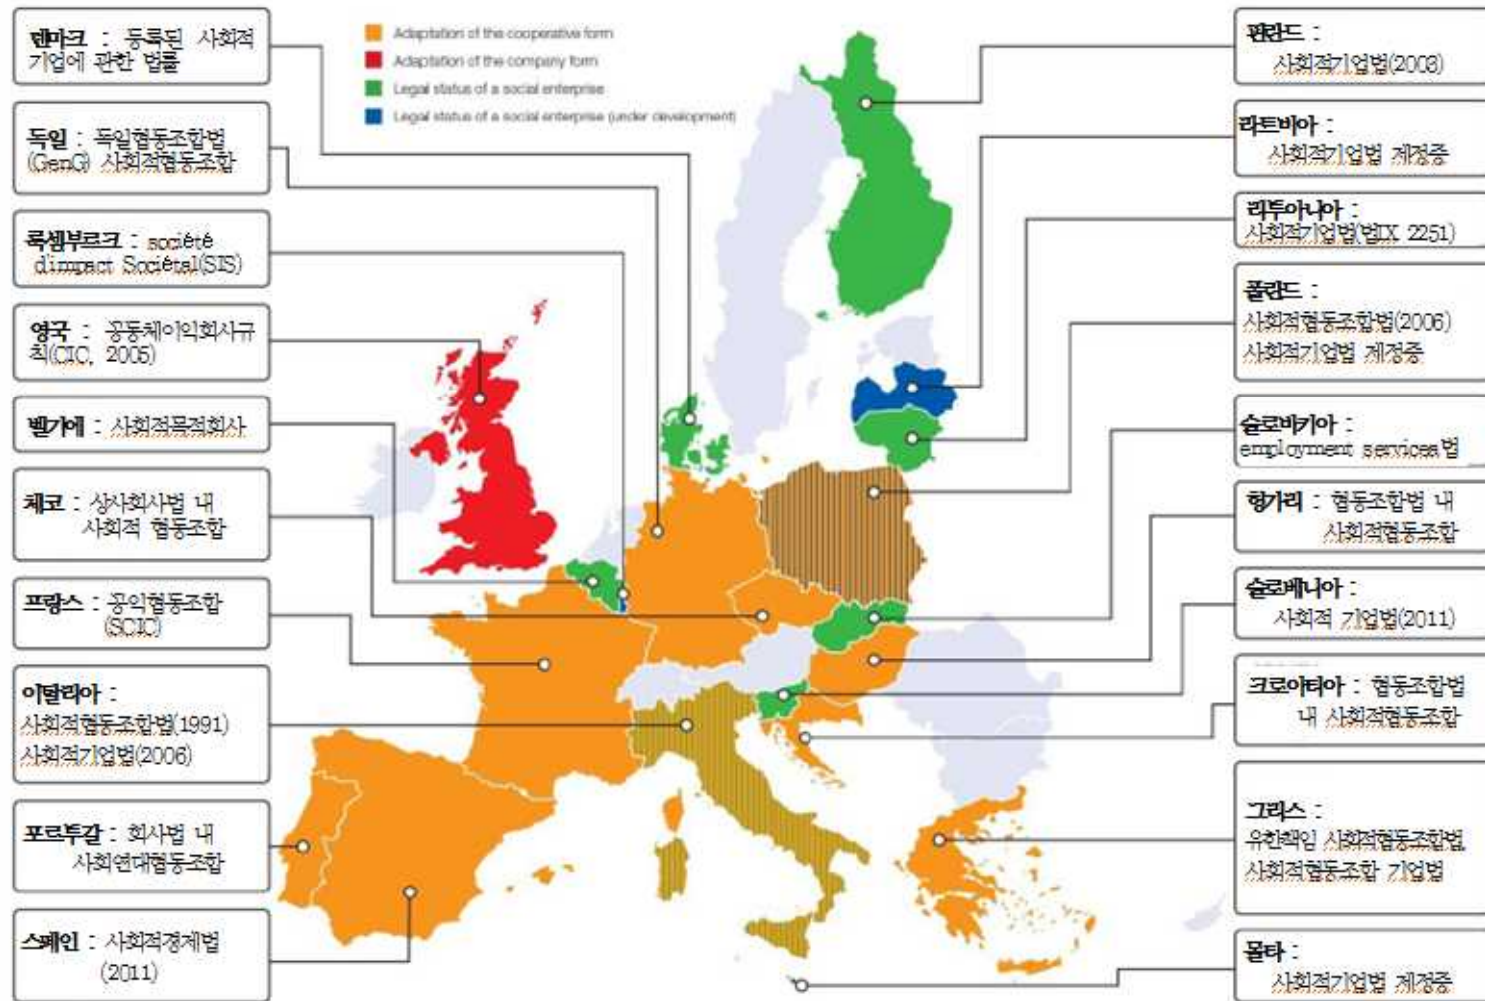 덴마크 : 등록된 사회적
기업에 관한 법률
독일 : 독일협동조합법
(GenG) 사회적협동조합
룩셈부르크 : société
d'impact Sociétal(SIS)
영국 : 공동체이익회사규
칙(CIC, 2005)
벨기에 : 사회적목적회사
체코 : 상사회사법 내
사회적 협동조합
프랑스 : 공익협동조합
(SCIC)
이탈리아 :
사회적협동조합법(1991)
사회적기업법(2006)
포르투갈 : 회사법 내
사회연대협동조합
스페인 : 사회적경제법
(2011)
Adaptation of the cooperative form
Adaptation of the company form
Legal status of a social enterprise
Legal status of a social enterprise (under development)
핀란드 :
사회적기업법(2003)
라트비아 :
사회적기업법 제정중
리투아니아 :
사회적기업법(법IX 2251)
폴란드 :
사회적협동조합법(2006)
사회적기업법 제정중
슬로바키아 :
employment services법
헝가리 : 협동조합법 내
사회적협동조합
슬로베니아 :
사회적 기업법(2011)
크로아티아 : 협동조합법
내 사회적협동조합
그리스 :
유한책임 사회적협동조합법,
사회적협동조합 기업법
몰타 :
사회적기업법 제정중